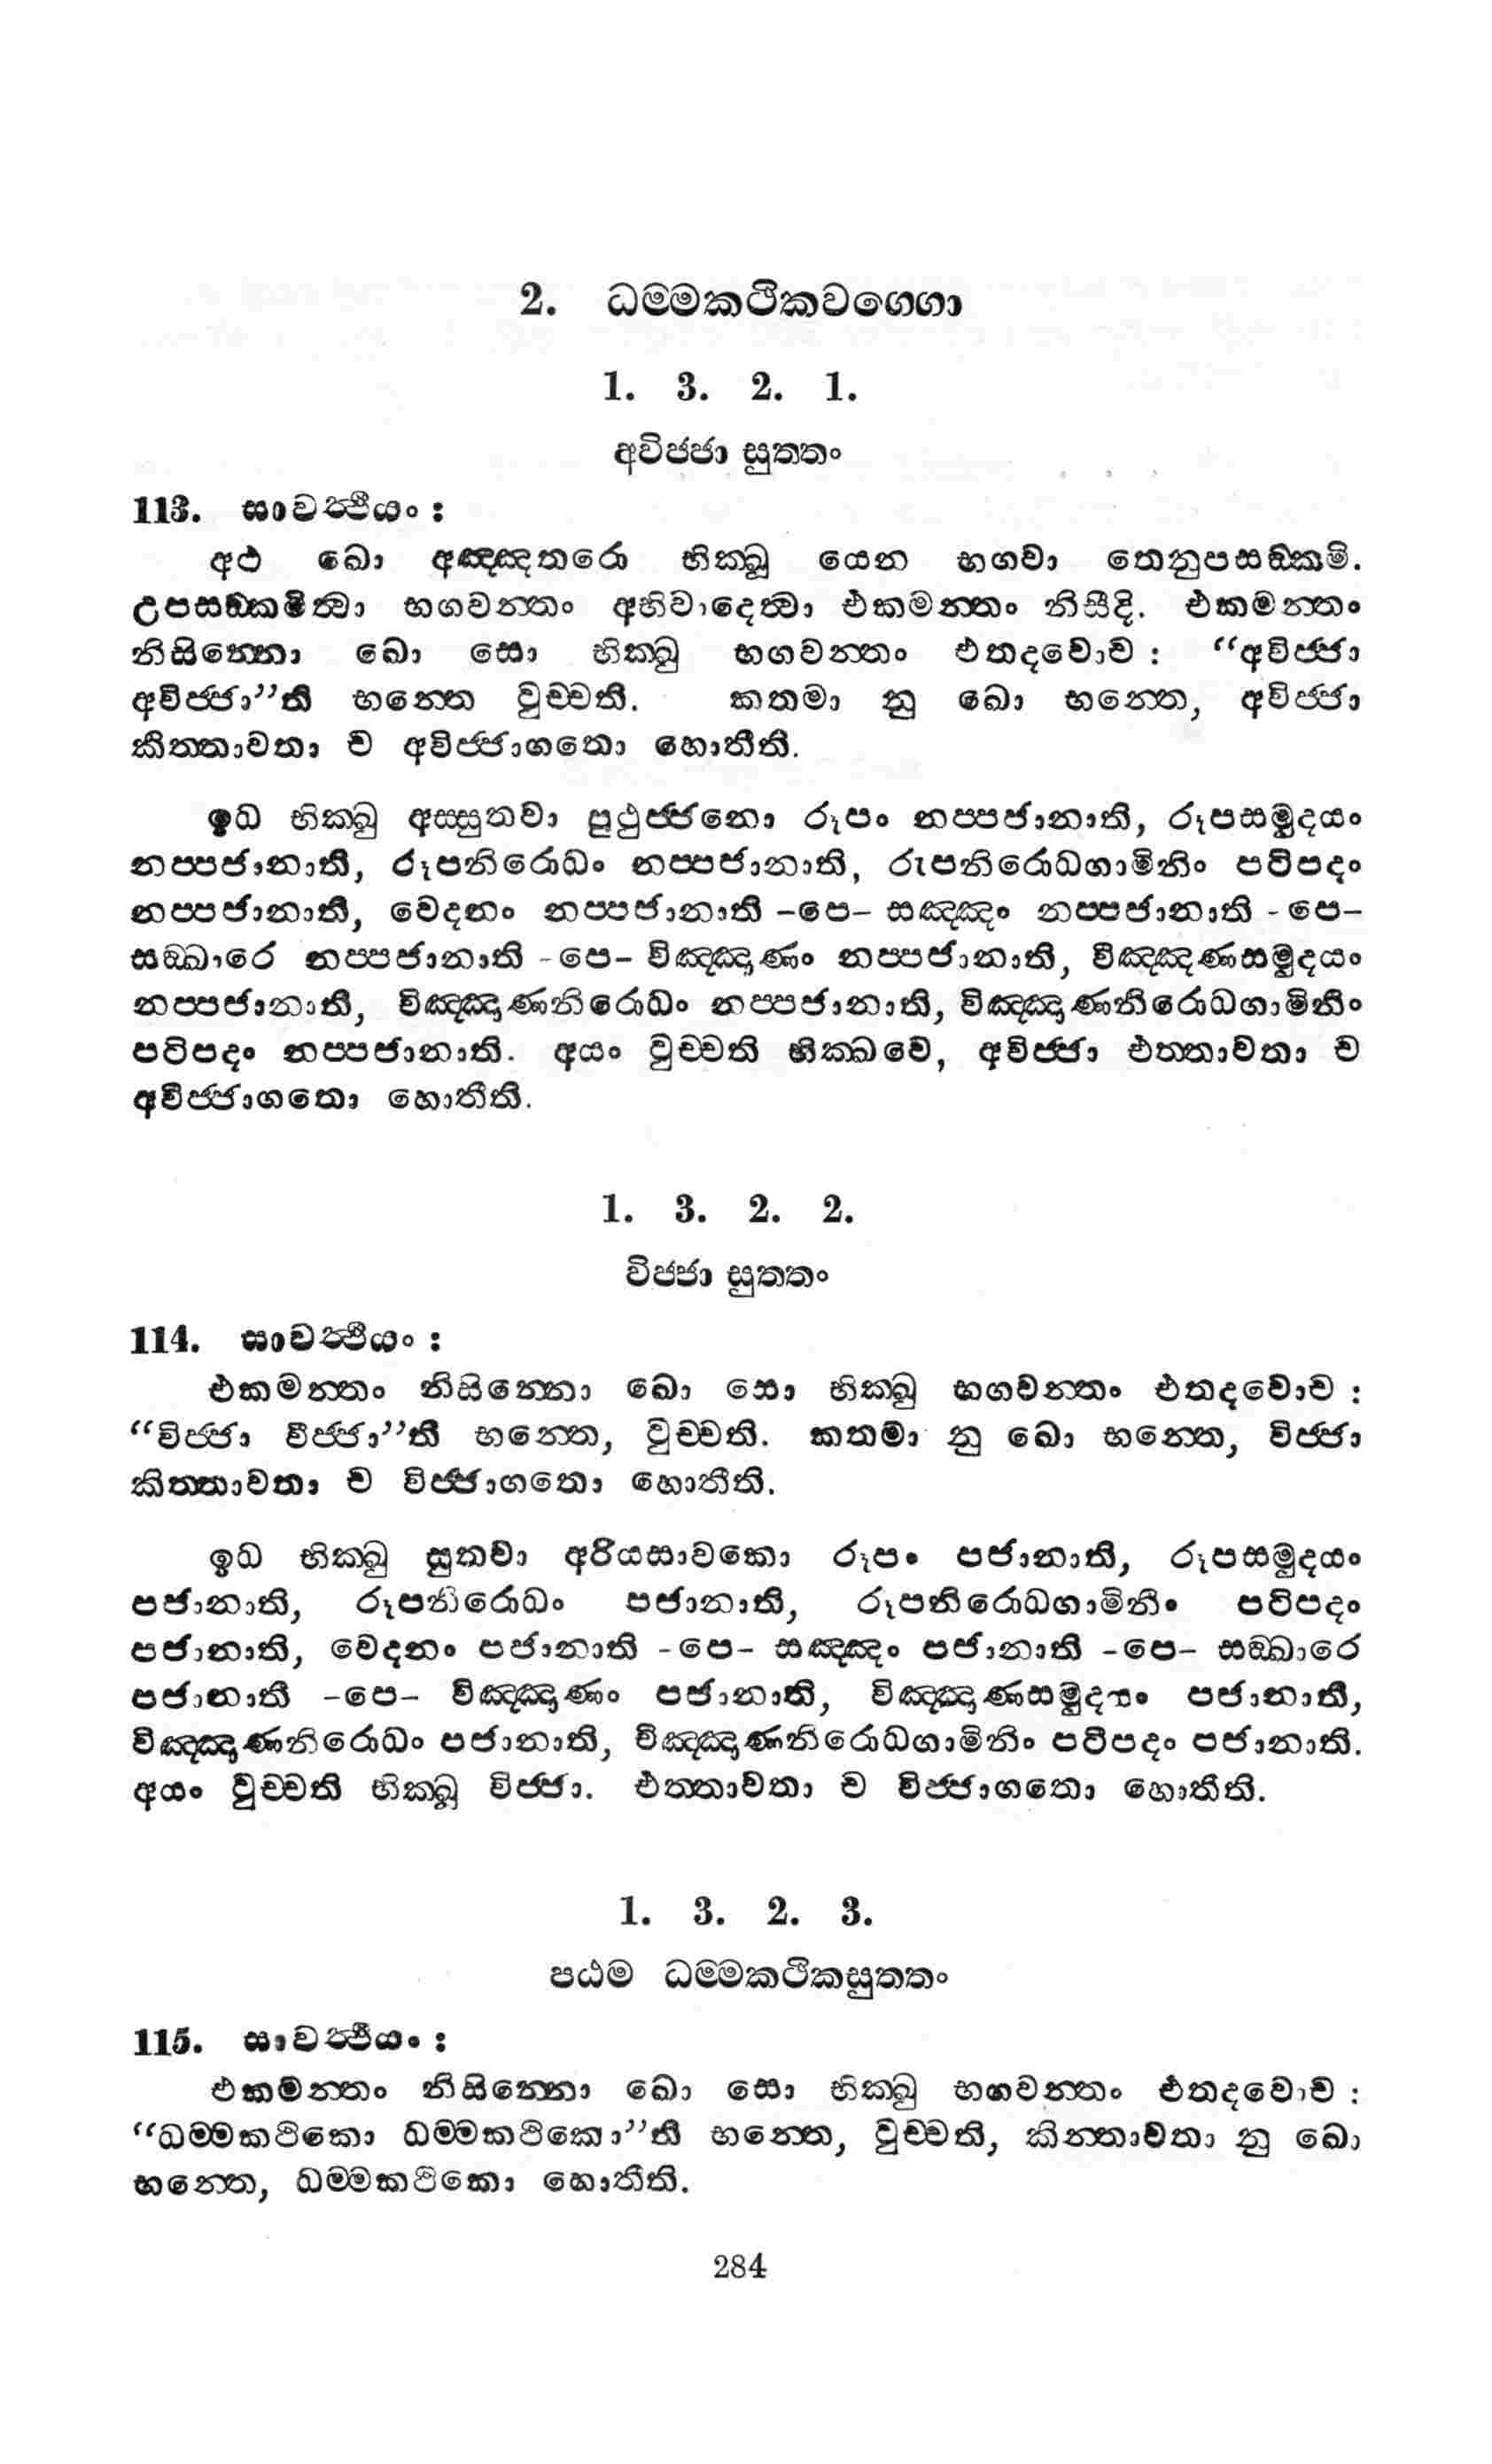 2. ධම්මකථිකවග්ගො
1. 3. 2. 1.
අවිජ්ජා සුත්තං
113. සාවත්ථියං :
අථ ඛො අඤ්ඤතරො භික්ඛූ යෙන භගවා තෙනුපසඞ්කමි.
උපසඞ්කමිත්වා භගවන්තං අභිවාදෙත්වා එකමන්තං නිසීදි. එකමන්තං
නිසින්නො ඛො සො භික්ඛු භගවන්තං එතදවොච : “අවිජ්ජා
අවිජ්ජා”ති භන්තෙ වුච්චති. කතමා නු ඛො භන්තෙ, අවිජ්ජා
කිත්තාවතා ච අවිජ්ජාගතො හොතීති.
ඉධ භික්ඛු අස්සුතවා පුථුජ්ජනො රූපං නප්පජානාති, රූපසමුදයං
නප්පජානාති, රූපනිරොධං නප්පජානාති, රූපනිරොධගාමිනිං පටිපදං
නප්පජානාති, වෙදනං නප්පජානාති -පෙ- සඤ්ඤං නප්පජානාති -පෙ-
සඞ්ඛාරෙ නප්පජානාති -පෙ- විඤ්ඤාණං නප්පජානාති, විඤ්ඤණසමුදයං
නප්පජානාති, විඤ්ඤාණනිරොධං නප්පජානාති, විඤ්ඤාණනිරොධගාමිනිං
පටිපදං නප්පජානාති. අයං වුච්චති භික්ඛවෙ, අවිජ්ජා එත්තාවතා ච
අවිජ්ජාගතො හොතීති.
1. 3. 2. 2.
විජ්ජා සුත්තං
114. සාවත්ථියං :
එකමන්තං නිසින්නො ඛො සො භික්ඛු භගවන්තං එතදවොච :
“විජ්ජා විජ්ජා”ති භන්තෙ, වුච්චති. කතමා නු ඛො භන්තෙ, විජ්ජා
කිත්තාවතා ච විජ්ජාගතො හොතීති.
ඉධ භික්ඛු සුතවා අරියසාවකො රූපං පජානාති, රූපසමුදයං
පජානාති, රූපනිරොධං පජානාති, රූපනිරොධගාමිනිං පටිපදං
පජානාති, වෙදනං පජානාති -පෙ- සඤ්ඤං පජානාති -පෙ- සඞ්ඛාරෙ
පජානාති -පෙ- විඤ්ඤාණං පජානාති, විඤ්ඤාණසමුදයං පජානාති,
විඤ්ඤාණනිරොධං පජානාති, විඤ්ඤාණනිරොධගාමිනිං පටිපදං පජානාති.
අයං වුච්චති භික්ඛූ විජ්ජා. එත්තාවතා ච විජ්ජාගතො හොතීති.
1. 3. 2. 3.
පඨම ධම්මකථිකසුත්තං
115. සාවත්ථියං :
එකමන්තං නිසින්නො ඛො සො භික්ඛු භගවන්තං එතදවොච :
“ධම්මකථිකො ධම්මකථිකො”ති භන්තෙ, වුච්චති, කින්තාවතා නු ඛො
භන්තෙ, ධම්මකථිකො හොතීති.
284